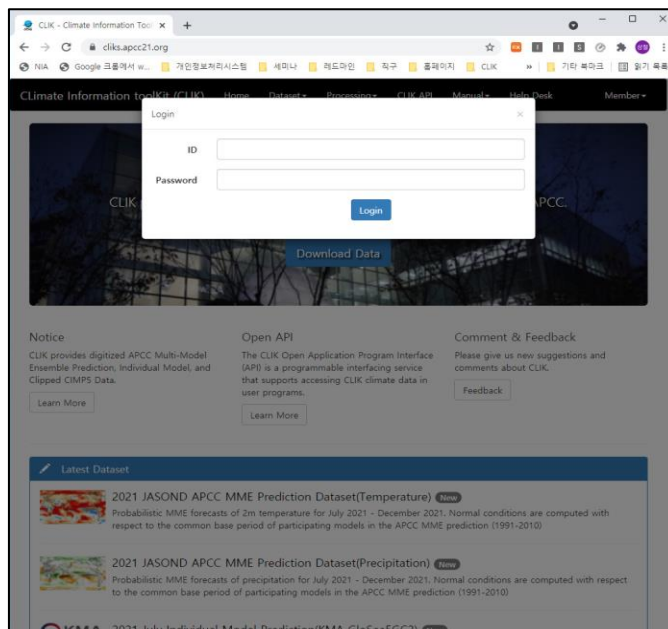 CLIK - Climate Information Tool
cliks.apcc21.org
NIA Google 크롬에서 w... 개인정보처리시스템 세미나 레드마인 직구 홈페이지 CLIK » 기타 북마크 읽기 목록
CLimate Information toolKit (CLIK) Home Dataset Processing CLIK API Manual Help Desk Member
Login ×
ID
Password
Login
CLIK
APCC.
Download Data
Notice
CLIK provides digitized APCC Multi-Model
Ensemble Prediction, Individual Model, and
Clipped CIMPS Data.
Learn More
Open API
The CLIK Open Application Program Interface
(API) is a programmable interfacing service
that supports accessing CLIK climate data in
user programs.
Learn More
Comment & Feedback
Please give us new suggestions and
comments about CLIK.
Feedback
Latest Dataset
2021 JASOND APCC MME Prediction Dataset(Temperature) New
Probabilistic MME forecasts of 2m temperature for July 2021 - December 2021. Normal conditions are computed with
respect to the common base period of participating models in the APCC MME prediction (1991-2010)
2021 JASOND APCC MME Prediction Dataset(Precipitation) New
Probabilistic MME forecasts of precipitation for July 2021 - December 2021. Normal conditions are computed with respect
to the common base period of participating models in the APCC MME prediction (1991-2010)
KMA 2021 July Individual Model Prediction(KMA